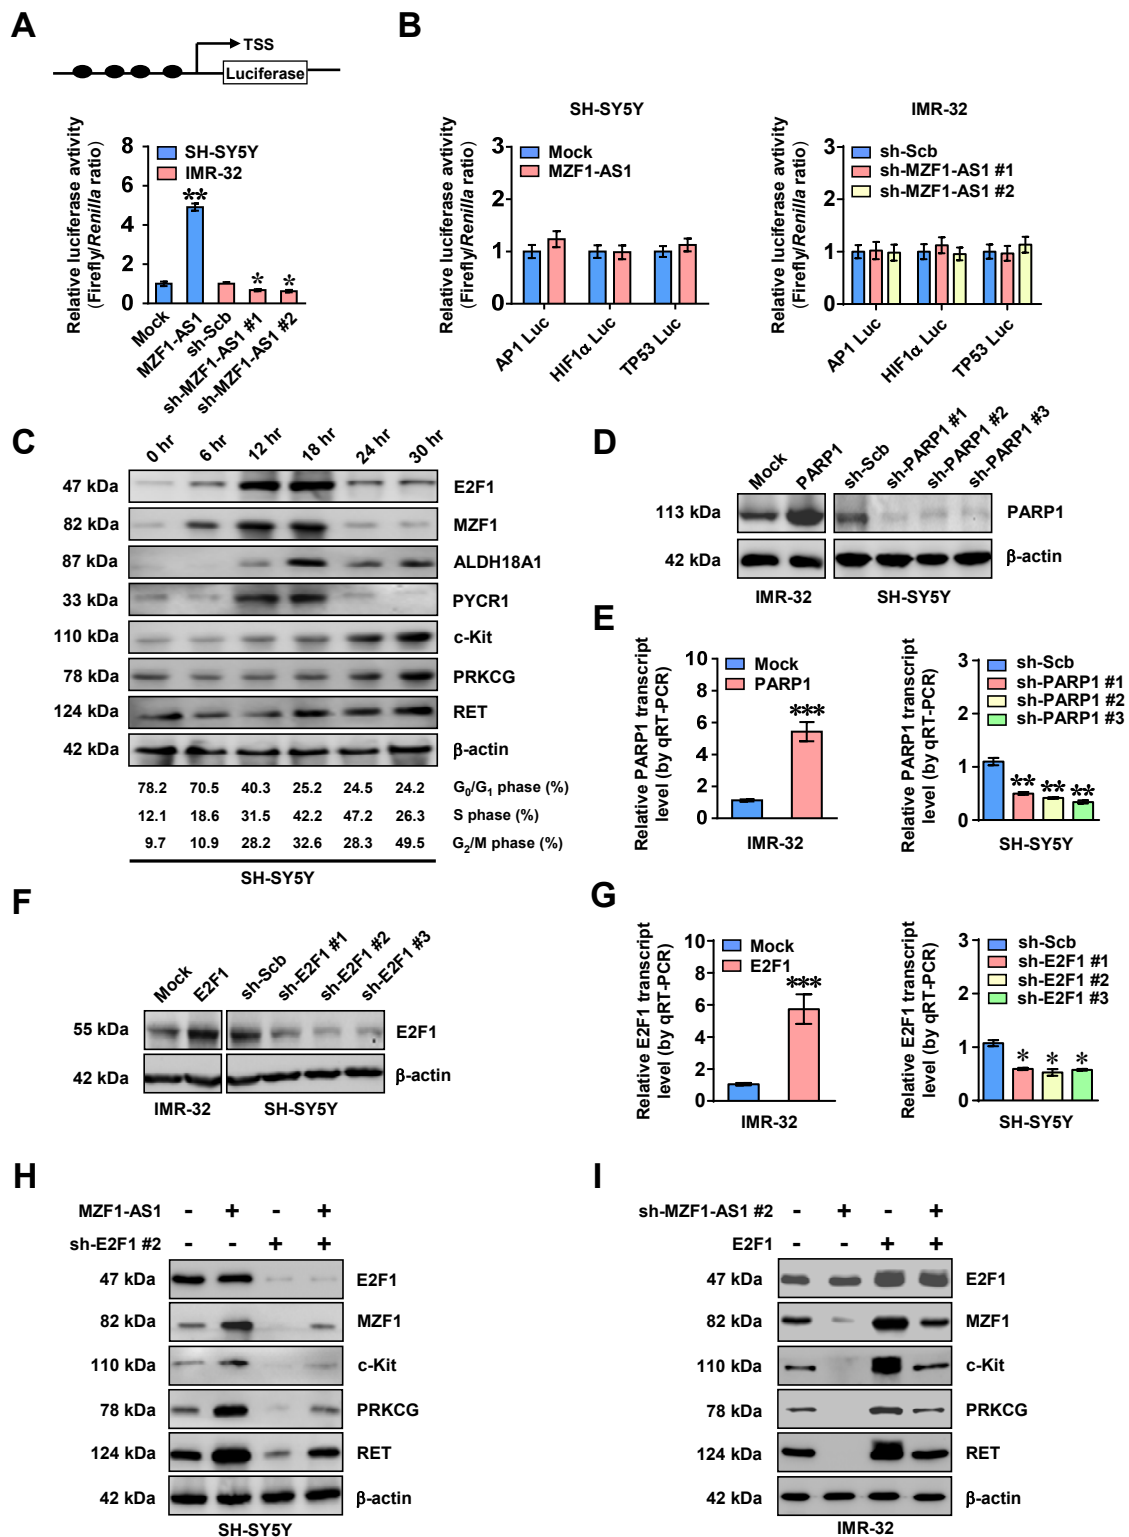 A
TSS
Luciferase
Relative luciferase avtivity
(Firefly/Renilla ratio)
8
6
4
2
0
SH-SY5Y
IMR-32
**
*
*
Mock
MZF1-AS1
sh-Scb
sh-MZF1-AS1 #1
sh-MZF1-AS1 #2
B
SH-SY5Y
Relative luciferase avtivity
(Firefly/Renilla ratio)
3
2
1
0
Mock
MZF1-AS1
AP1 Luc
HIF1α Luc
TP53 Luc
IMR-32
Relative luciferase avtivity
(Firefly/Renilla ratio)
3
2
1
0
sh-Scb
sh-MZF1-AS1 #1
sh-MZF1-AS1 #2
AP1 Luc
HIF1α Luc
TP53 Luc
C
0 hr 6 hr 12 hr 18 hr 24 hr 30 hr
47 kDa E2F1
82 kDa MZF1
87 kDa ALDH18A1
33 kDa PYCR1
110 kDa c-Kit
78 kDa PRKCG
124 kDa RET
42 kDa β-actin
78.2 70.5 40.3 25.2 24.5 24.2 G0/G1 phase (%)
12.1 18.6 31.5 42.2 47.2 26.3 S phase (%)
9.7 10.9 28.2 32.6 28.3 49.5 G2/M phase (%)
SH-SY5Y
D
Mock PARP1 sh-Scb sh-PARP1 #1 sh-PARP1 #2 sh-PARP1 #3
113 kDa PARP1
42 kDa β-actin
IMR-32 SH-SY5Y
E
Relative PARP1 transcript
level (by qRT-PCR)
10
8
6
4
2
0
Mock
PARP1
***
IMR-32
Relative PARP1 transcript
level (by qRT-PCR)
3
2
1
0
sh-Scb
sh-PARP1 #1
sh-PARP1 #2
sh-PARP1 #3
** ** **
SH-SY5Y
F
Mock E2F1 sh-Scb sh-E2F1 #1 sh-E2F1 #2 sh-E2F1 #3
55 kDa E2F1
42 kDa β-actin
IMR-32 SH-SY5Y
G
Relative E2F1 transcript
level (by qRT-PCR)
10
8
6
4
2
0
Mock
E2F1
***
IMR-32
Relative E2F1 transcript
level (by qRT-PCR)
3
2
1
0
sh-Scb
sh-E2F1 #1
sh-E2F1 #2
sh-E2F1 #3
* * *
SH-SY5Y
H
MZF1-AS1 - + - +
sh-E2F1 #2 - - + +
47 kDa E2F1
82 kDa MZF1
110 kDa c-Kit
78 kDa PRKCG
124 kDa RET
42 kDa β-actin
SH-SY5Y
I
sh-MZF1-AS1 #2 - + - +
E2F1 - - + +
47 kDa E2F1
82 kDa MZF1
110 kDa c-Kit
78 kDa PRKCG
124 kDa RET
42 kDa β-actin
IMR-32